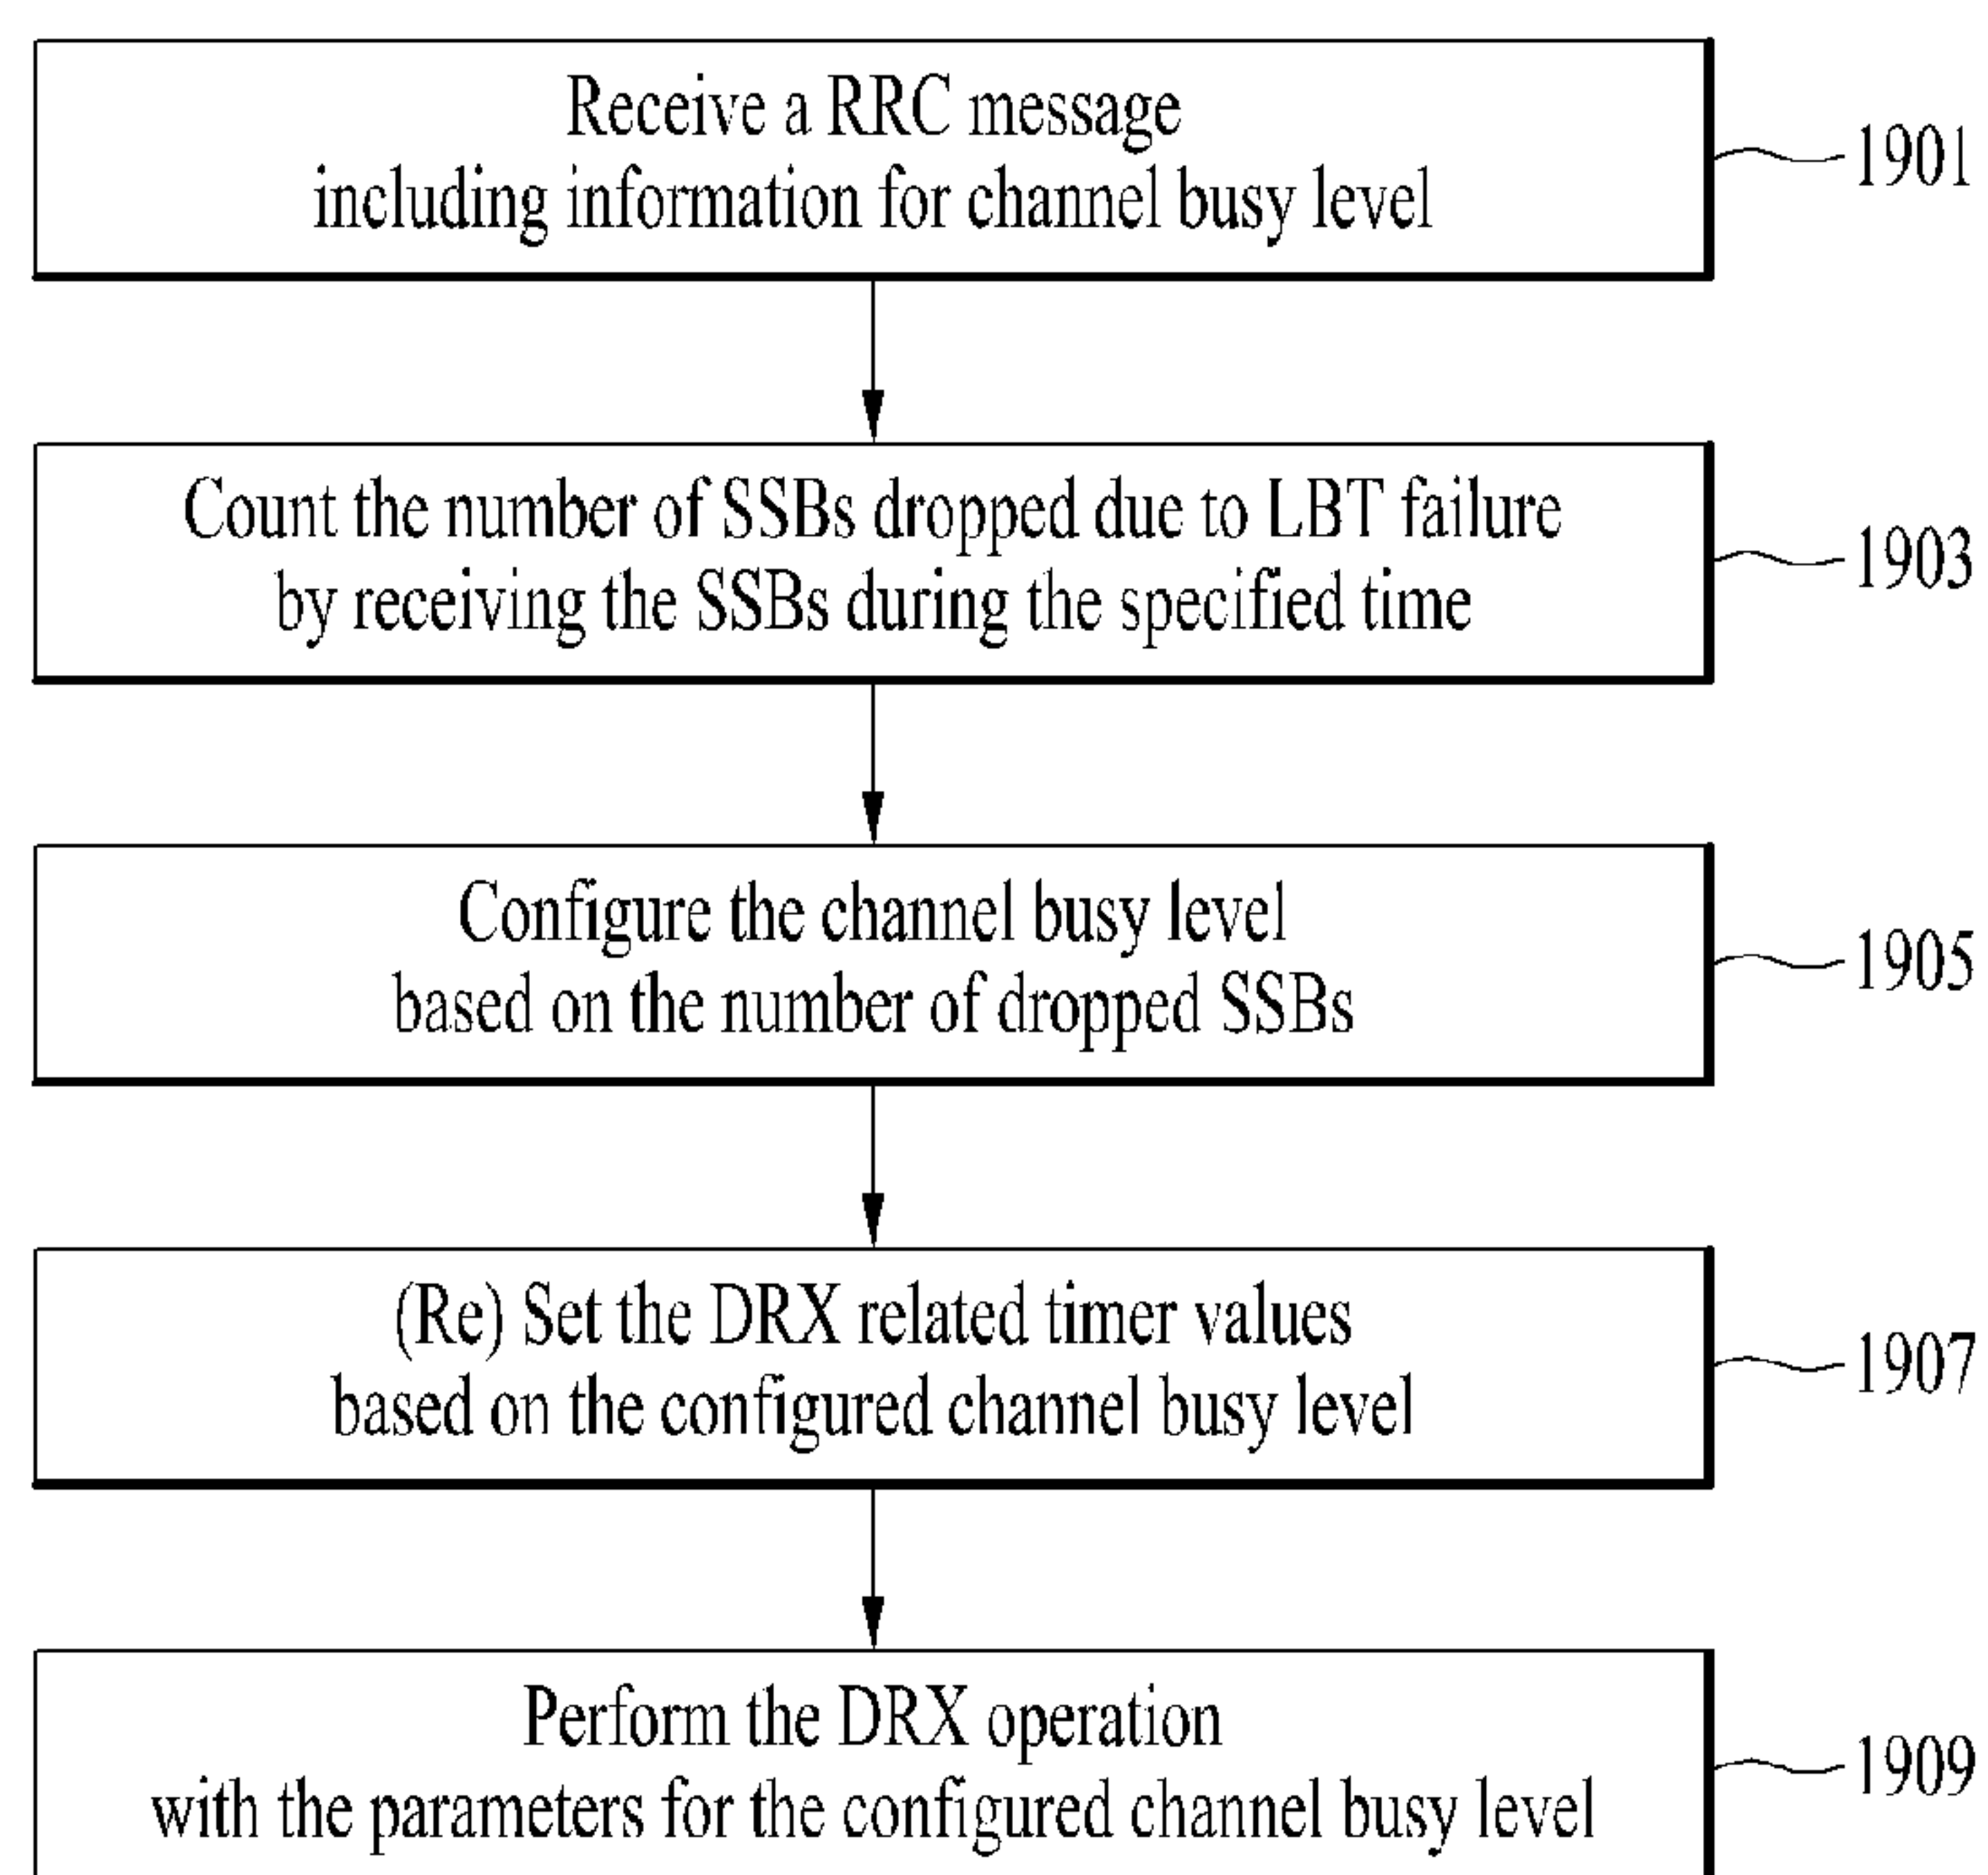 Receive a RRC message
including information for channel busy level
1901
Count the number of SSBs dropped due to LBT failure
by receiving the SSBs during the specified time
1903
Configure the channel busy level
based on the number of dropped SSBs
1905
(Re) Set the DRX related timer values
based on the configured channel busy level
1907
Perform the DRX operation
with the parameters for the configured channel busy level
1909